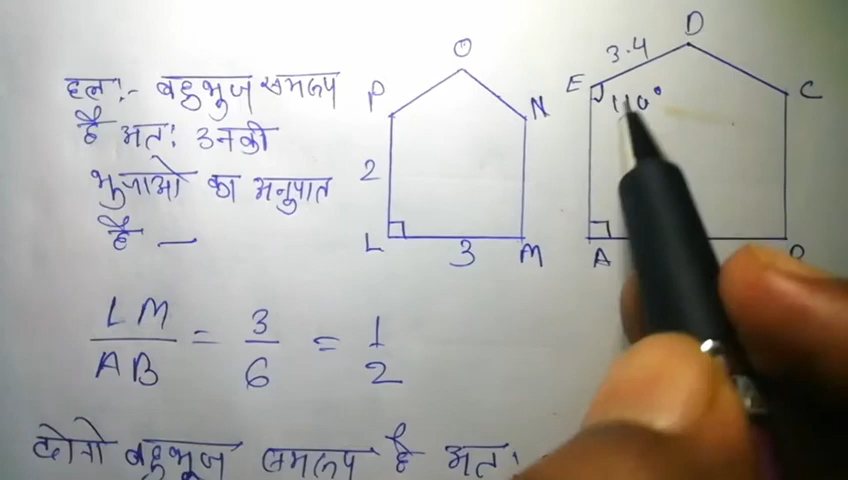 हल:- बहुभुज समरूप
है अत: उनकी
भुजाओ का अनुपात
है —
O
P
N
2
L
3
M
D
3.4
E
C
110°
A
LM/AB = 3/6 = 1/2
दोनो बहुभुज समरूप है अत: